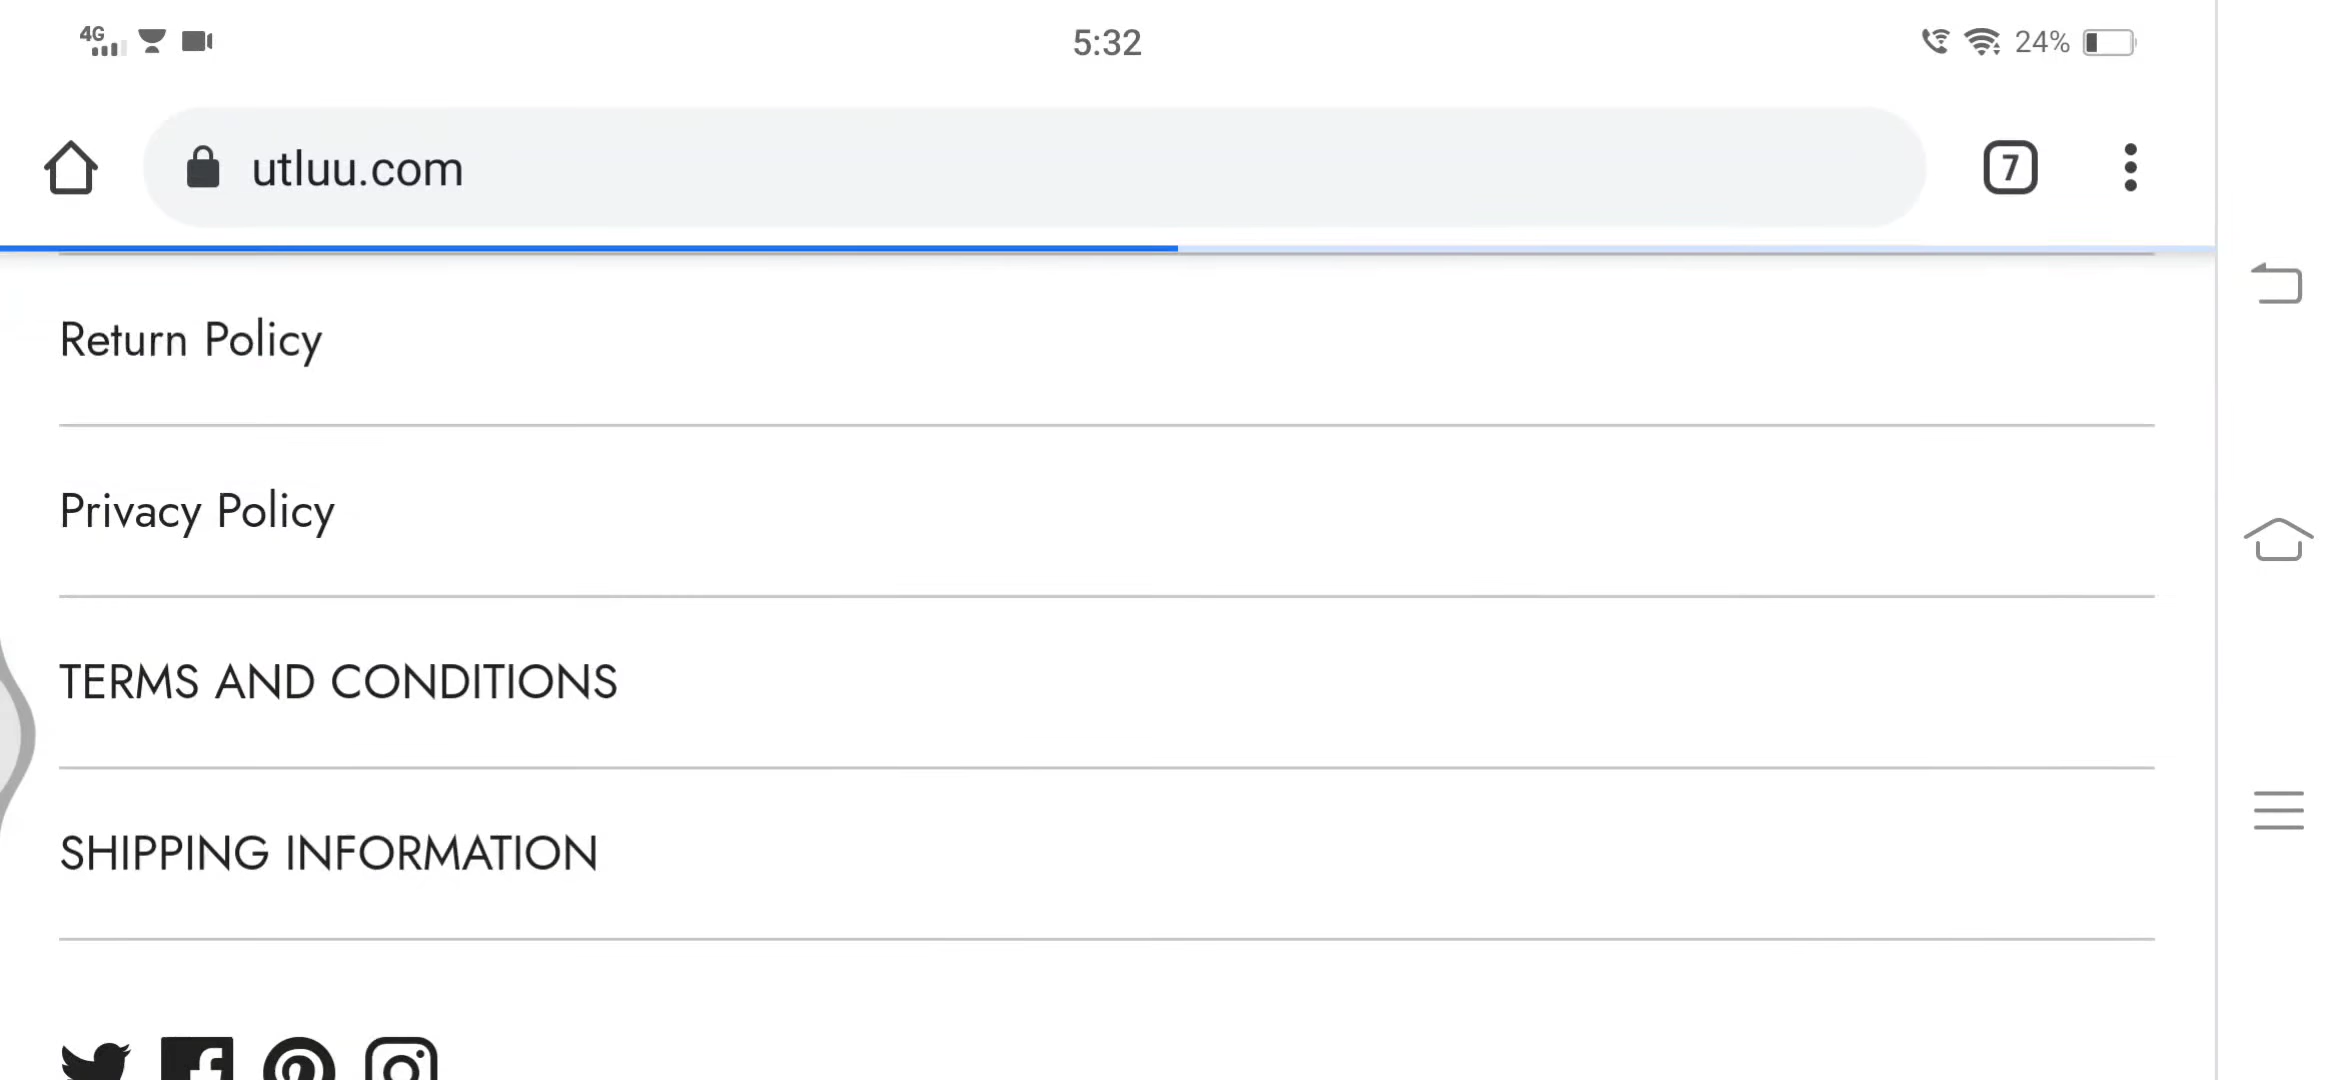 4G
5:32
24%
utluu.com
7
Return Policy
Privacy Policy
TERMS AND CONDITIONS
SHIPPING INFORMATION